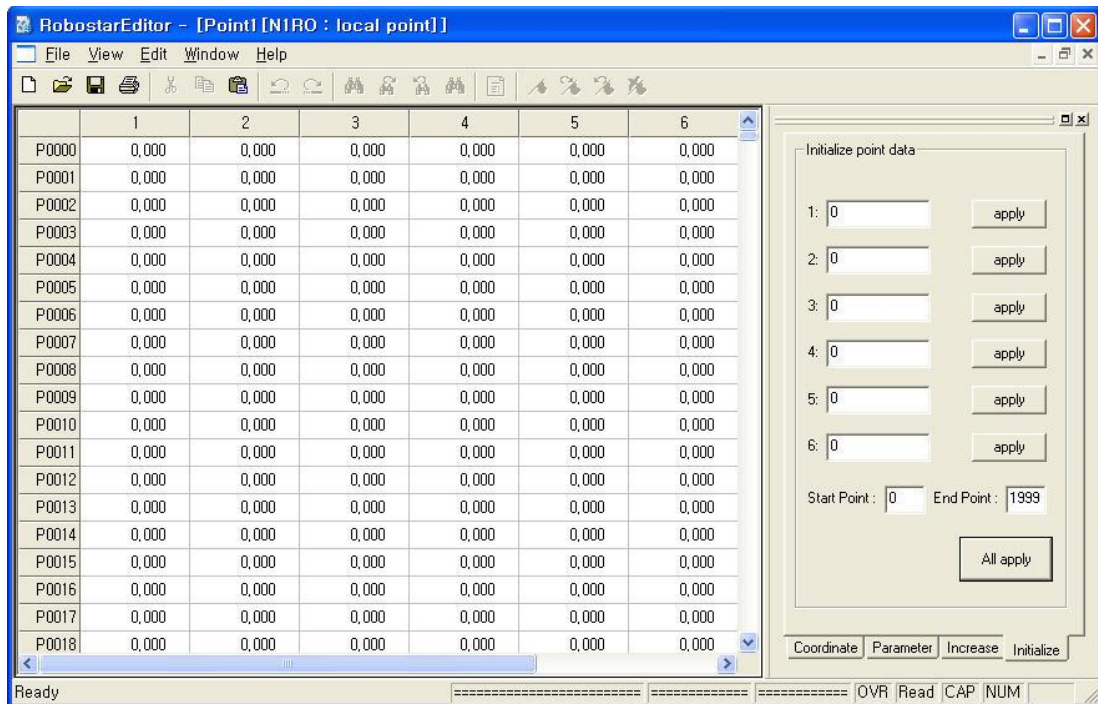 RobostarEditor - [Point1 [N1RO : local point]]
File View Edit Window Help
1 2 3 4 5 6
P0000 0,000 0,000 0,000 0,000 0,000 0,000
P0001 0,000 0,000 0,000 0,000 0,000 0,000
P0002 0,000 0,000 0,000 0,000 0,000 0,000
P0003 0,000 0,000 0,000 0,000 0,000 0,000
P0004 0,000 0,000 0,000 0,000 0,000 0,000
P0005 0,000 0,000 0,000 0,000 0,000 0,000
P0006 0,000 0,000 0,000 0,000 0,000 0,000
P0007 0,000 0,000 0,000 0,000 0,000 0,000
P0008 0,000 0,000 0,000 0,000 0,000 0,000
P0009 0,000 0,000 0,000 0,000 0,000 0,000
P0010 0,000 0,000 0,000 0,000 0,000 0,000
P0011 0,000 0,000 0,000 0,000 0,000 0,000
P0012 0,000 0,000 0,000 0,000 0,000 0,000
P0013 0,000 0,000 0,000 0,000 0,000 0,000
P0014 0,000 0,000 0,000 0,000 0,000 0,000
P0015 0,000 0,000 0,000 0,000 0,000 0,000
P0016 0,000 0,000 0,000 0,000 0,000 0,000
P0017 0,000 0,000 0,000 0,000 0,000 0,000
P0018 0,000 0,000 0,000 0,000 0,000 0,000
Initialize point data
1: 0 apply
2: 0 apply
3: 0 apply
4: 0 apply
5: 0 apply
6: 0 apply
Start Point : 0 End Point : 1999
All apply
Coordinate Parameter Increase Initialize
Ready ======================== ============= ============ OVR Read CAP NUM